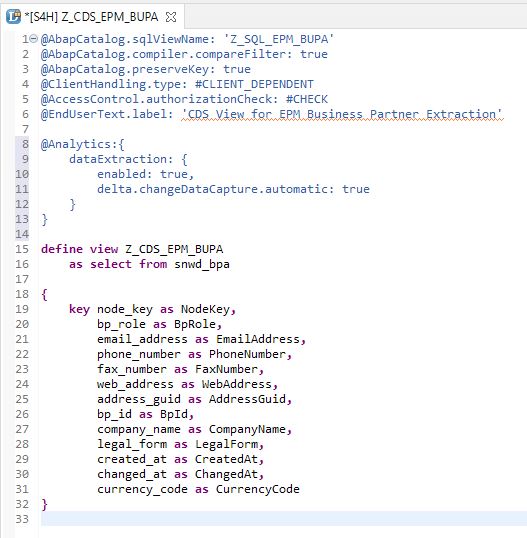 *[S4H] Z_CDS_EPM_BUPA
1 @AbapCatalog.sqlViewName: 'Z_SQL_EPM_BUPA'
2 @AbapCatalog.compiler.compareFilter: true
3 @AbapCatalog.preserveKey: true
4 @ClientHandling.type: #CLIENT_DEPENDENT
5 @AccessControl.authorizationCheck: #CHECK
6 @EndUserText.label: 'CDS View for EPM Business Partner Extraction'
7
8 @Analytics:{
9     dataExtraction: {
10         enabled: true,
11         delta.changeDataCapture.automatic: true
12     }
13 }
14
15 define view Z_CDS_EPM_BUPA
16     as select from snwd_bpa
17
18 {
19     key node_key as NodeKey,
20         bp_role as BpRole,
21         email_address as EmailAddress,
22         phone_number as PhoneNumber,
23         fax_number as FaxNumber,
24         web_address as WebAddress,
25         address_guid as AddressGuid,
26         bp_id as BpId,
27         company_name as CompanyName,
28         legal_form as LegalForm,
29         created_at as CreatedAt,
30         changed_at as ChangedAt,
31         currency_code as CurrencyCode
32 }
33